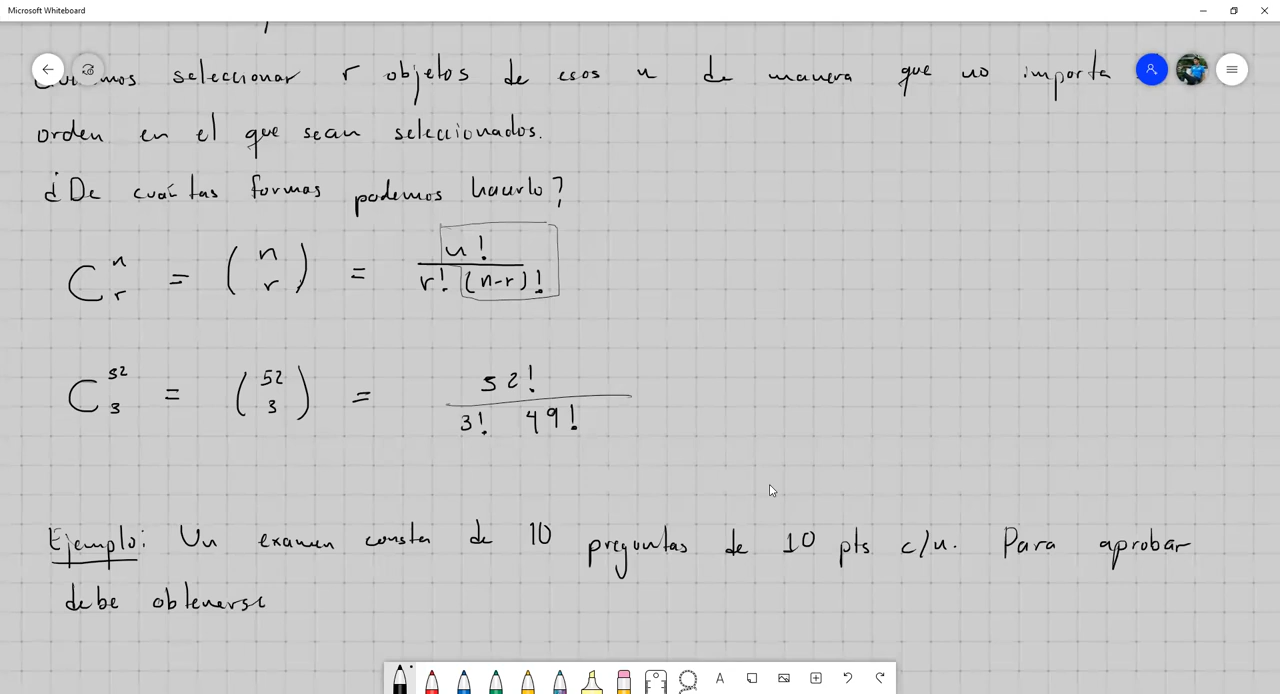 Microsoft Whiteboard
seleccionar r objetos de esos n de manera que no importa
orden en el que sean seleccionados.
¿De cuántas formas podemos hacerlo?
C^n_r = (n r) = n! / r! (n-r)!
C^52_3 = (52 3) = 52! / 3! 49!
Ejemplo: Un examen consta de 10 preguntas de 10 pts c/u. Para aprobar
debe obtenerse
A